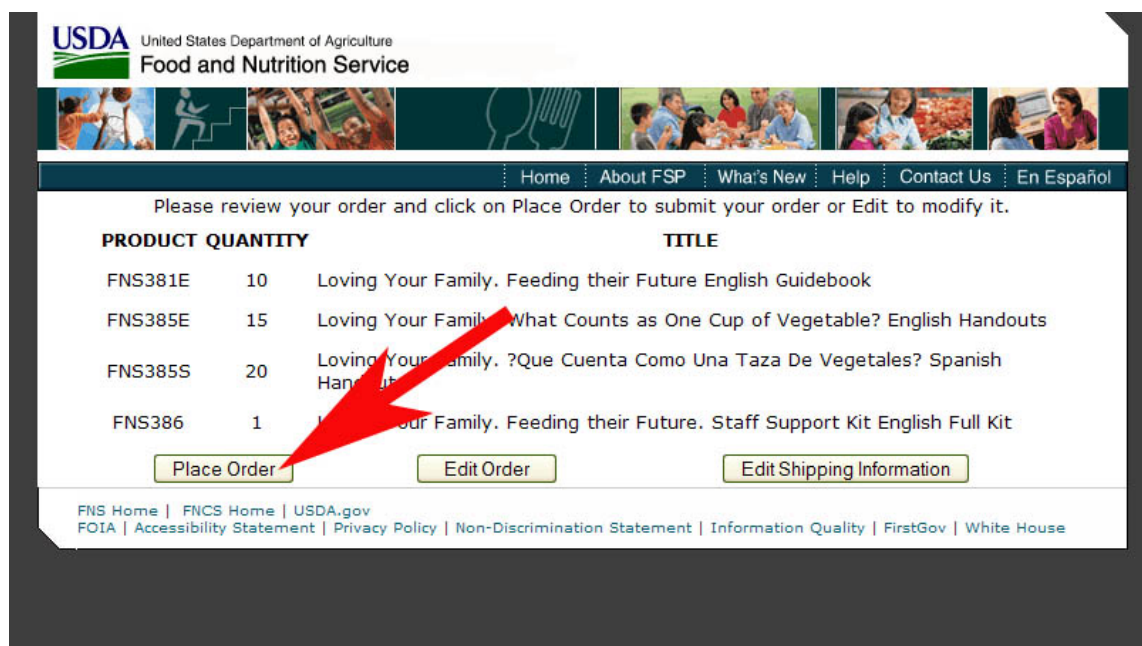 USDA United States Department of Agriculture
Food and Nutrition Service
Home About FSP What's New Help Contact Us En Español
Please review your order and click on Place Order to submit your order or Edit to modify it.
PRODUCT QUANTITY TITLE
FNS381E 10 Loving Your Family. Feeding their Future English Guidebook
FNS385E 15 Loving Your Family. What Counts as One Cup of Vegetable? English Handouts
FNS385S 20 Loving Your Family. ?Que Cuenta Como Una Taza De Vegetales? Spanish
Handouts
FNS386 1 Your Family. Feeding their Future. Staff Support Kit English Full Kit
Place Order Edit Order Edit Shipping Information
FNS Home | FNCS Home | USDA.gov
FOIA | Accessibility Statement | Privacy Policy | Non-Discrimination Statement | Information Quality | FirstGov | White House